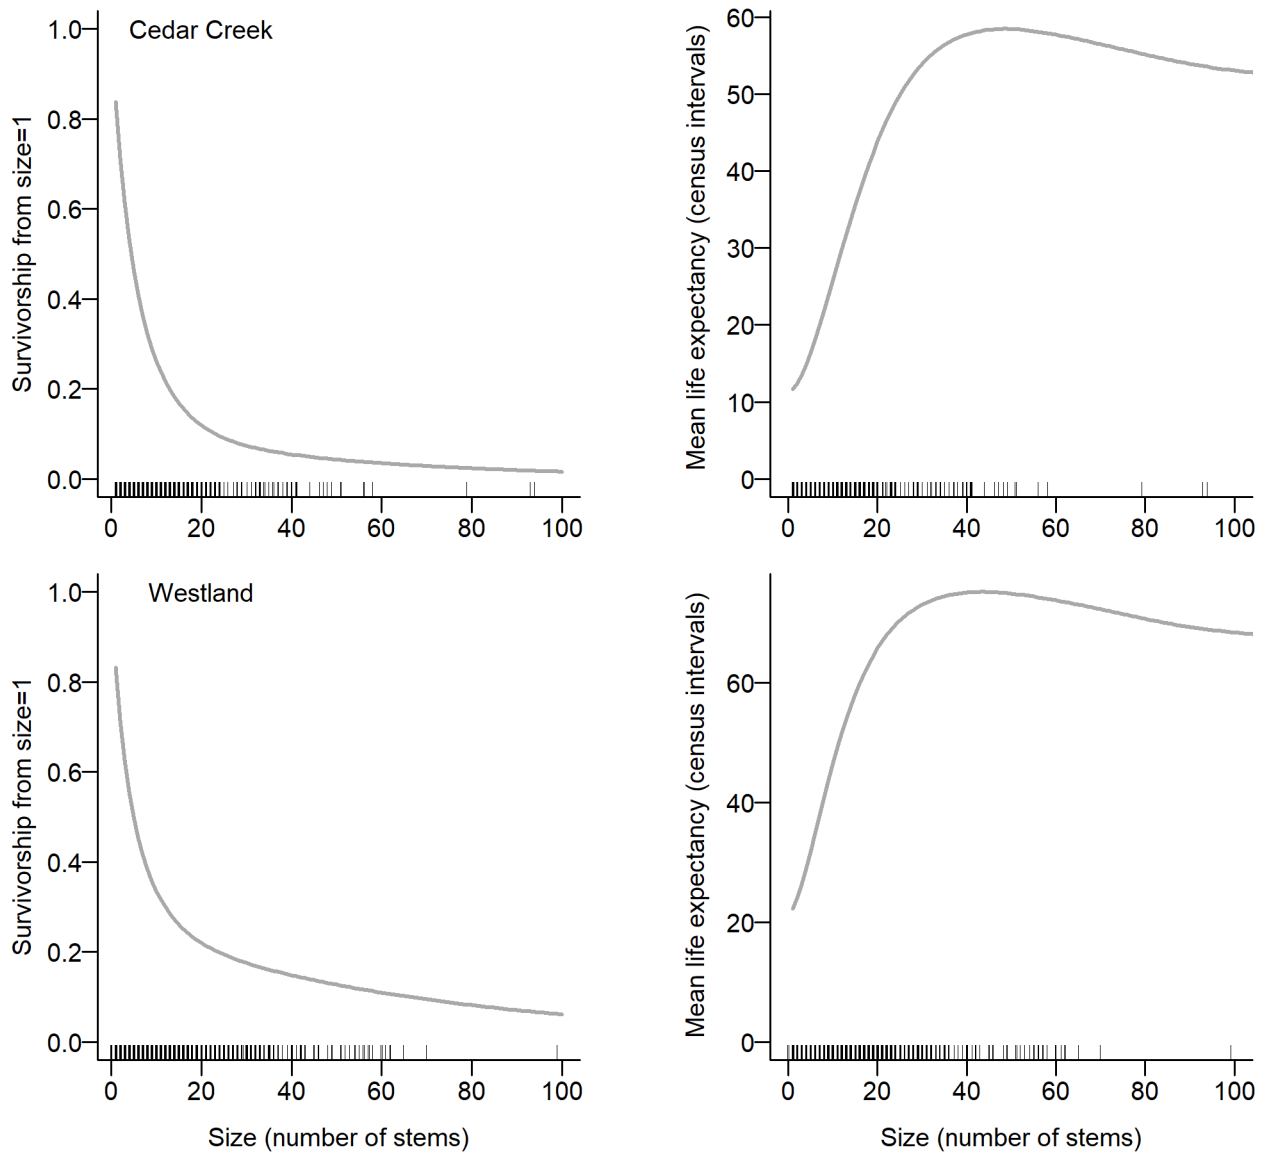 Cedar Creek
Survivorship from size=1
1.0
0.8
0.6
0.4
0.2
0.0
0 20 40 60 80 100
Mean life expectancy (census intervals)
60
50
40
30
20
10
0
0 20 40 60 80 100
Westland
Survivorship from size=1
1.0
0.8
0.6
0.4
0.2
0.0
0 20 40 60 80 100
Size (number of stems)
Mean life expectancy (census intervals)
60
40
20
0
0 20 40 60 80 100
Size (number of stems)